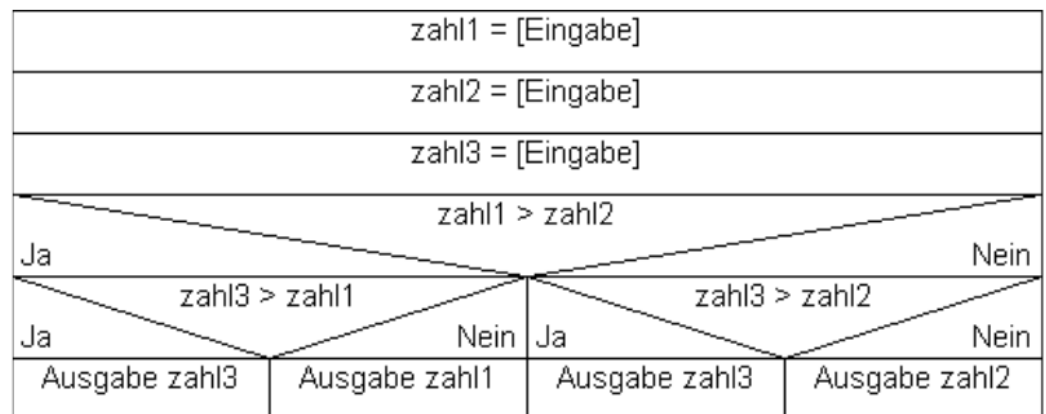 zahl1 = [Eingabe]
zahl2 = [Eingabe]
zahl3 = [Eingabe]
zahl1 > zahl2
Ja Nein
zahl3 > zahl1 zahl3 > zahl2
Ja Nein Ja Nein
Ausgabe zahl3 Ausgabe zahl1 Ausgabe zahl3 Ausgabe zahl2